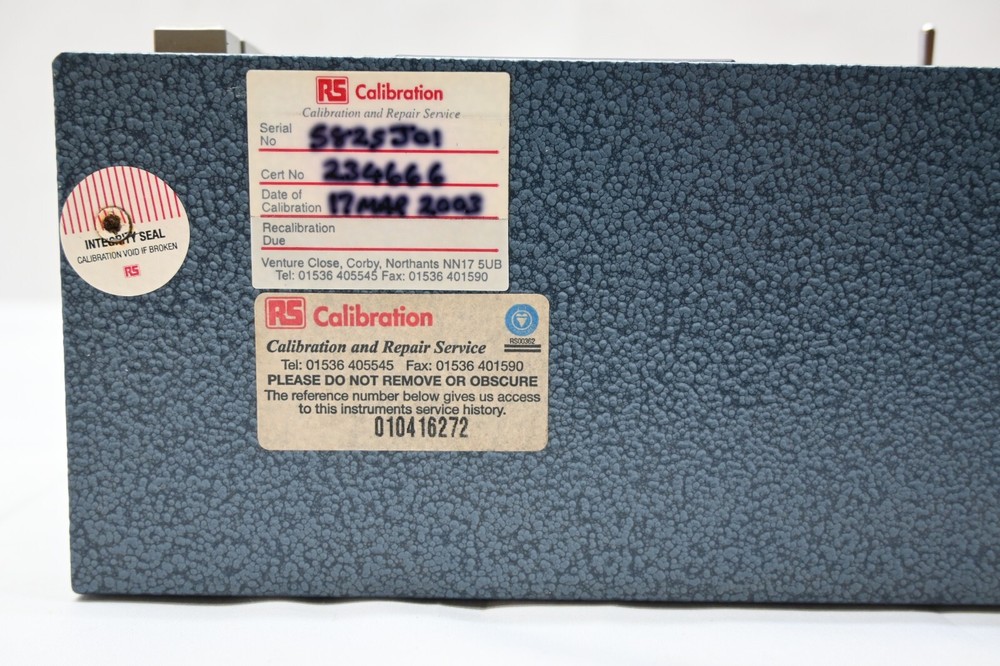 RS Calibration
Calibration and Repair Service
Serial No 5825J01
Cert No 234666
Date of Calibration 17 MAR 2003
Recalibration Due
Venture Close, Corby, Northants NN17 5UB
Tel: 01536 405545 Fax: 01536 401590
INTEGRITY SEAL
CALIBRATION VOID IF BROKEN
RS
RS Calibration
RS00362
Calibration and Repair Service
Tel: 01536 405545 Fax: 01536 401590
PLEASE DO NOT REMOVE OR OBSCURE
The reference number below gives us access
to this instruments service history.
010416272